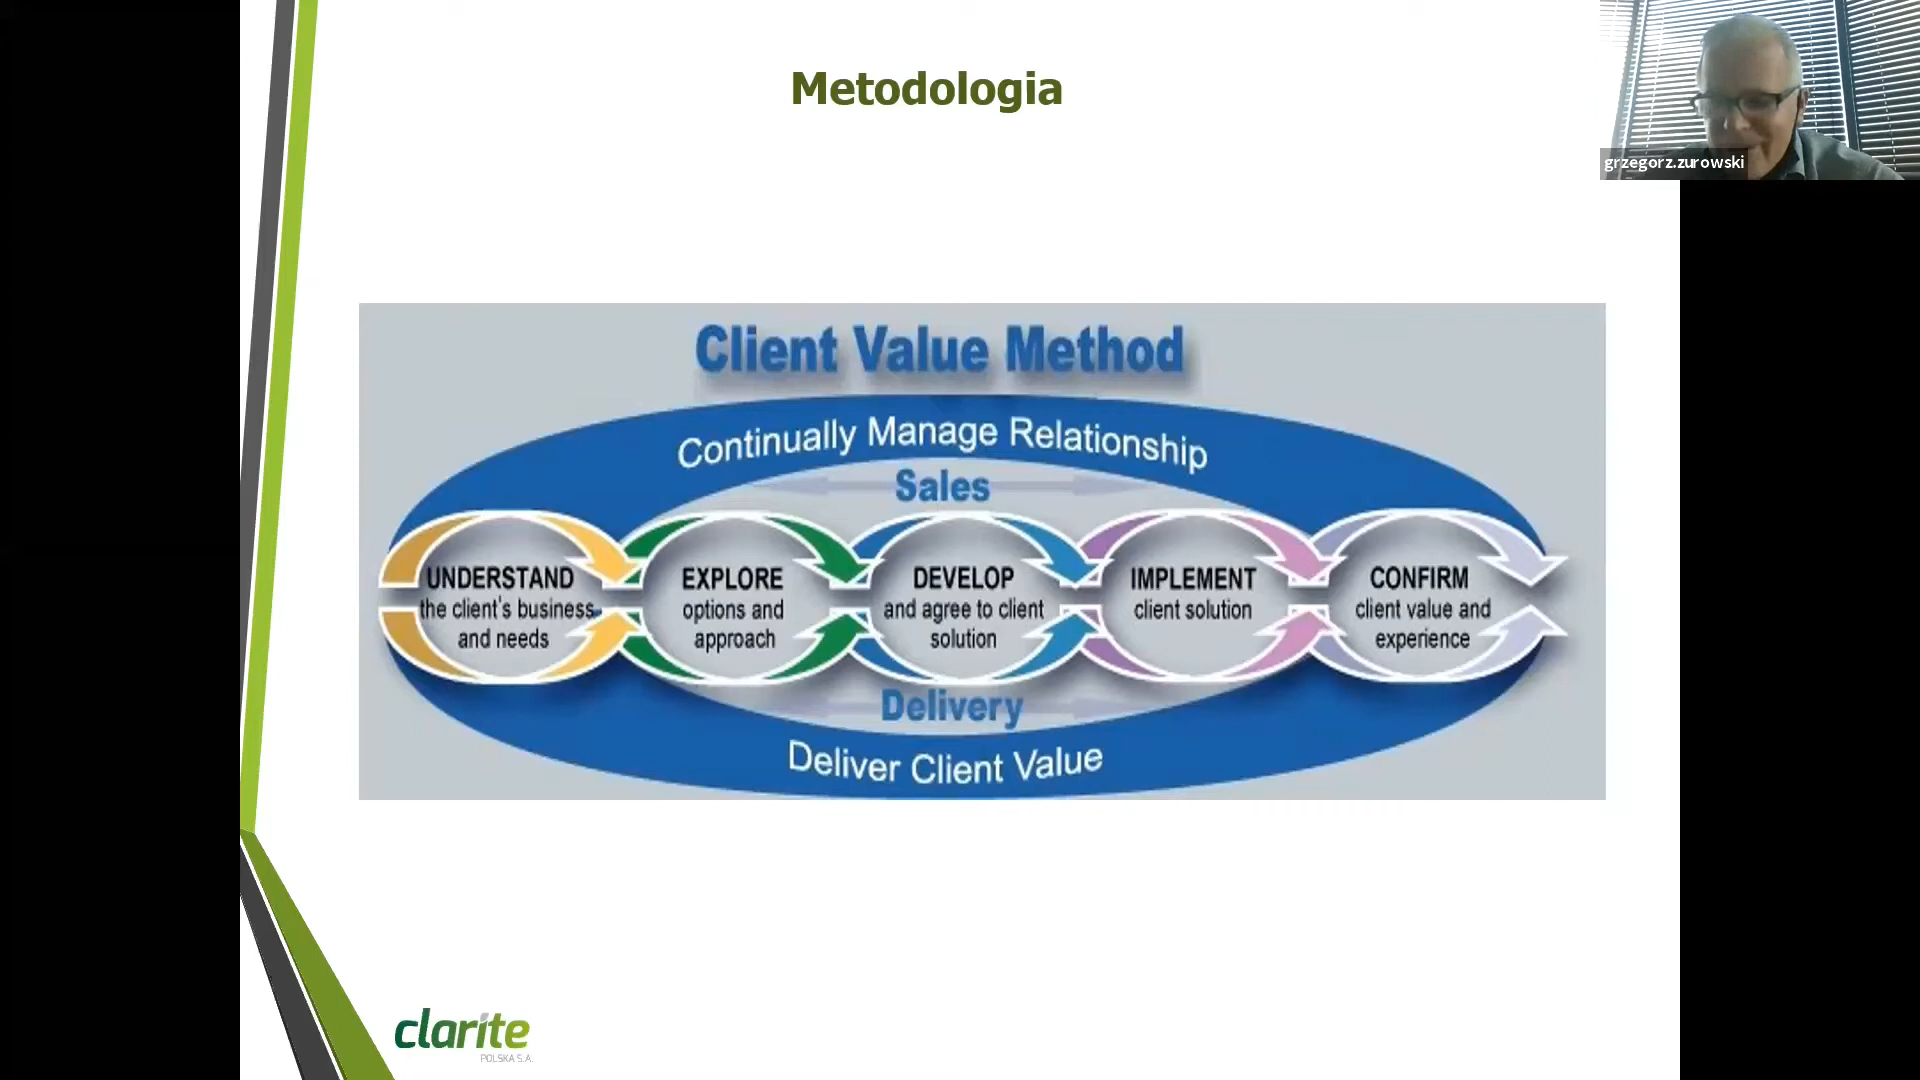 Metodologia
grzegorz.zurowski
Client Value Method
Continually Manage Relationship
Sales
UNDERSTAND
the client's business
and needs
EXPLORE
options and
approach
DEVELOP
and agree to client
solution
IMPLEMENT
client solution
CONFIRM
client value and
experience
Delivery
Deliver Client Value
clarite
POLSKA S.A.